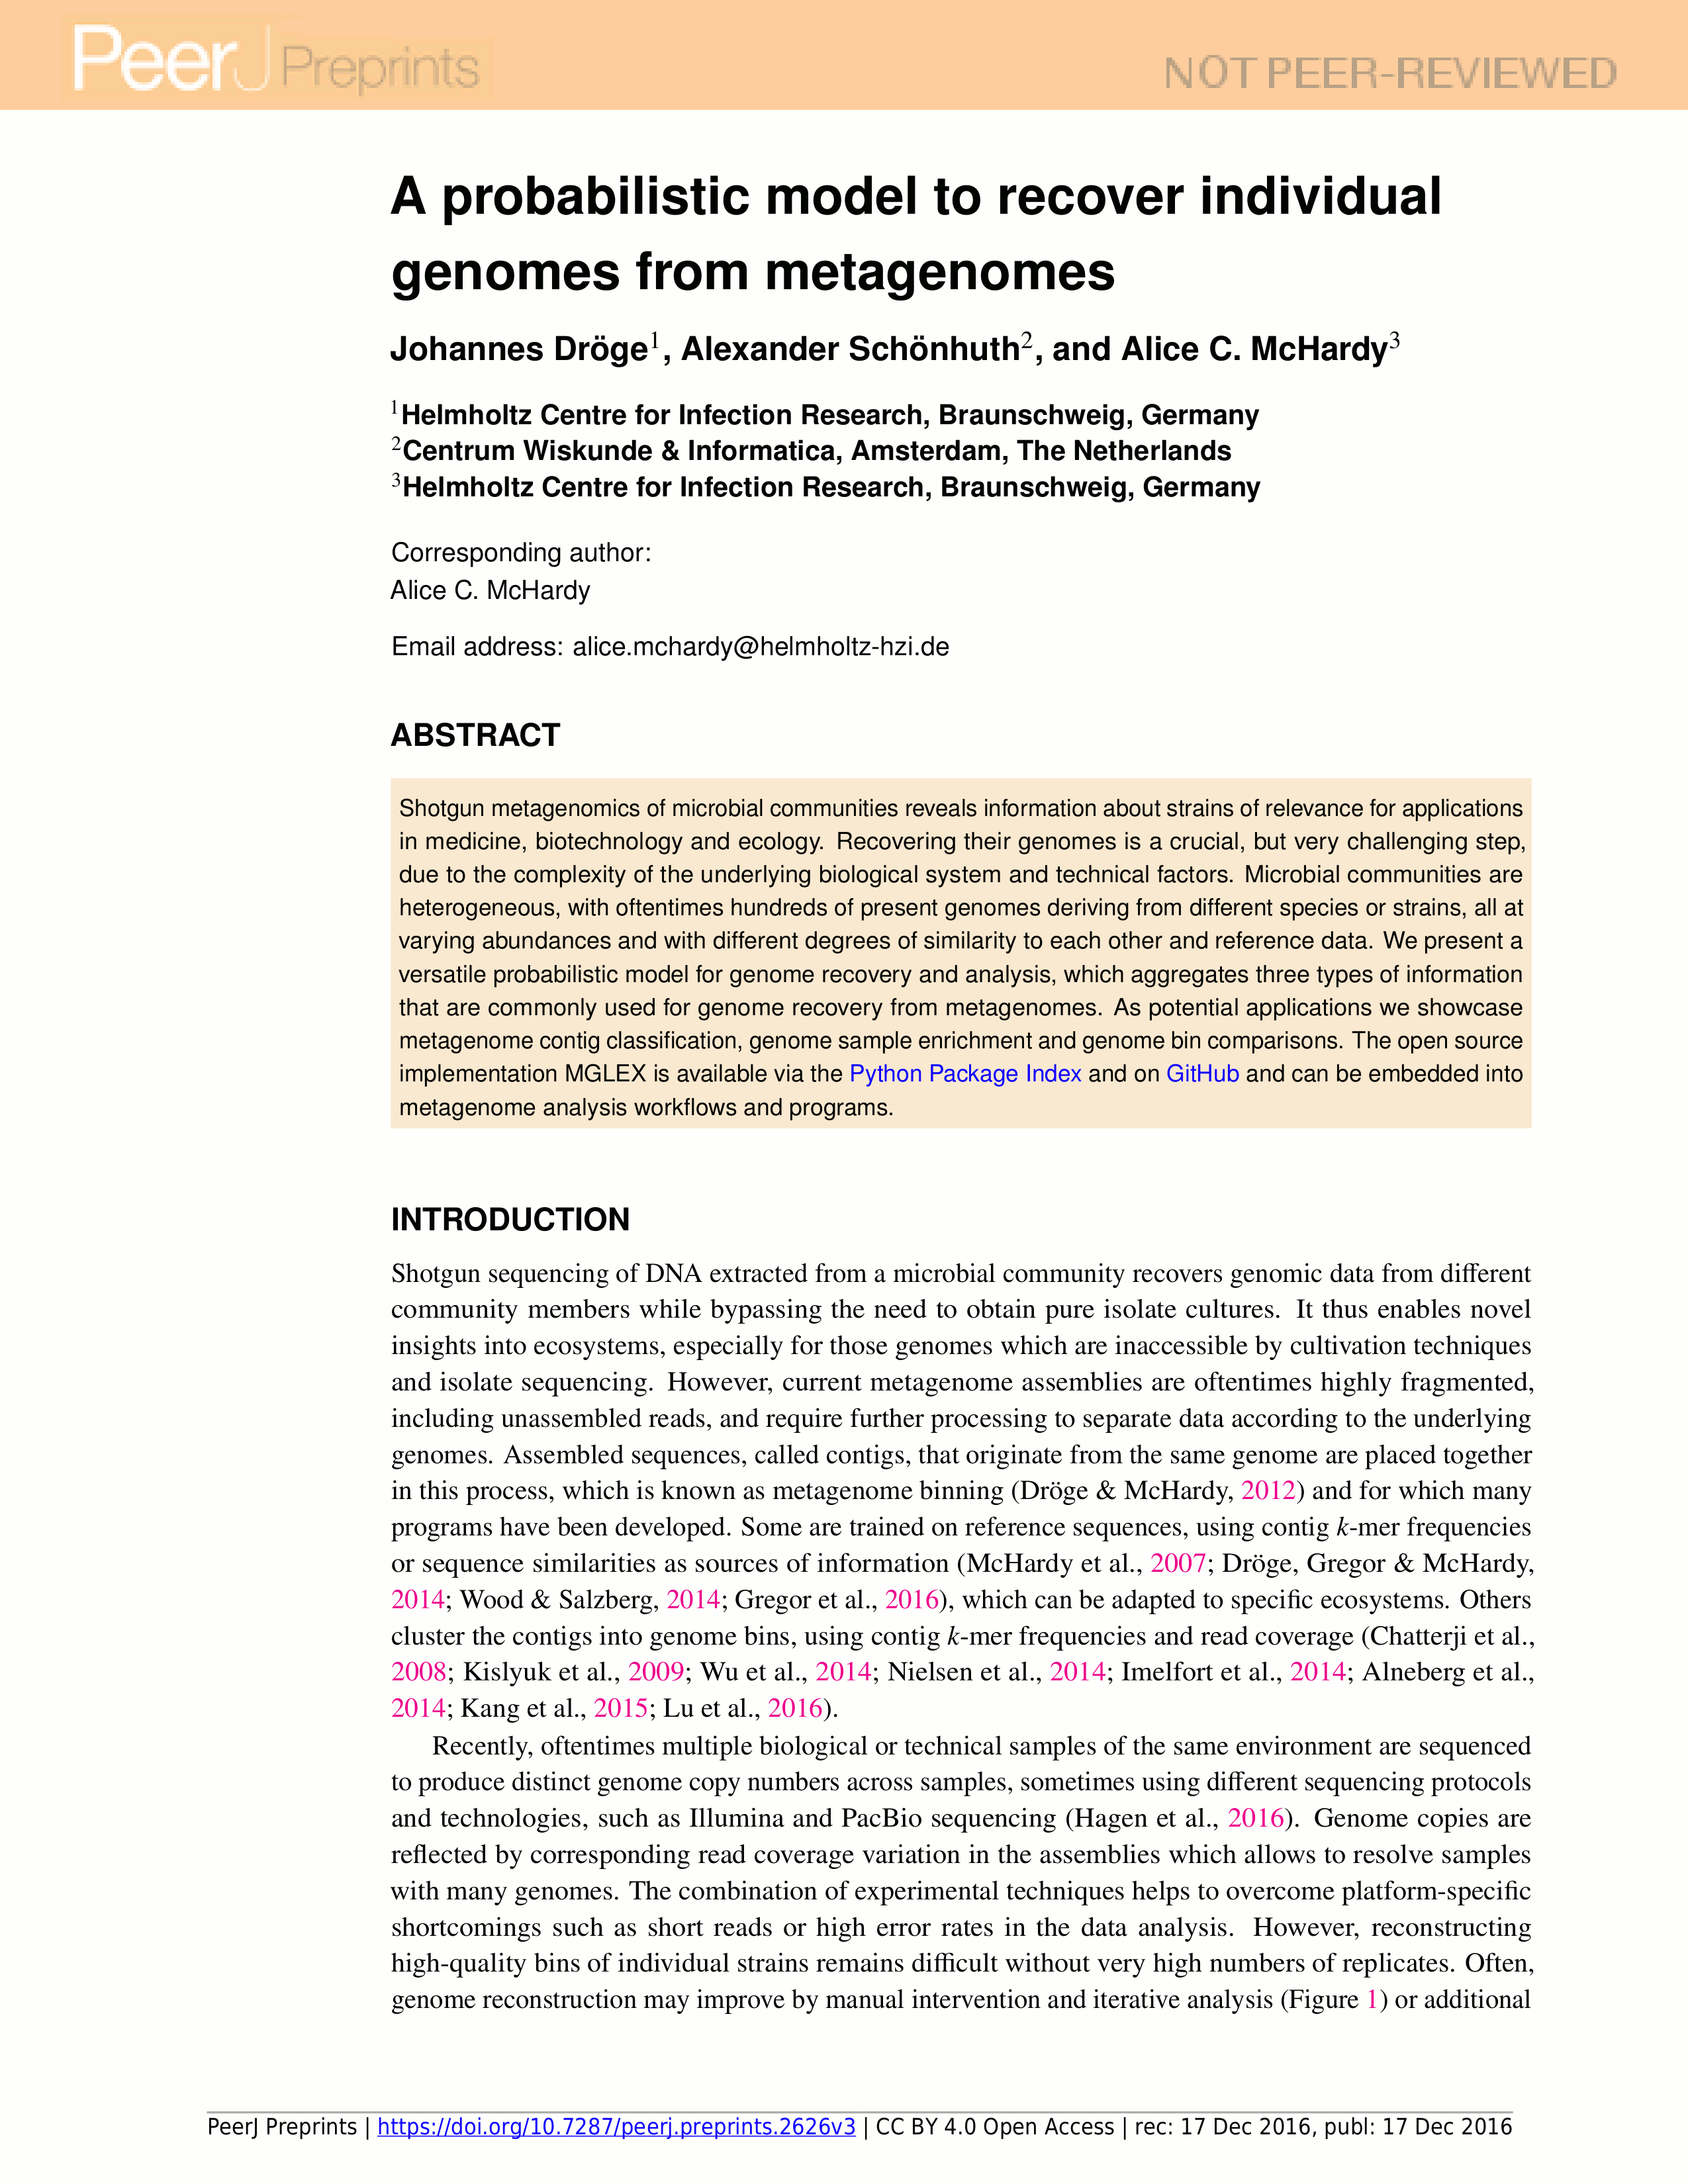 PeerJ Preprints
NOT PEER-REVIEWED
A probabilistic model to recover individual
genomes from metagenomes
Johannes Dröge1, Alexander Schönhuth2, and Alice C. McHardy3
1Helmholtz Centre for Infection Research, Braunschweig, Germany
2Centrum Wiskunde & Informatica, Amsterdam, The Netherlands
3Helmholtz Centre for Infection Research, Braunschweig, Germany
Corresponding author:
Alice C. McHardy
Email address: alice.mchardy@helmholtz-hzi.de
ABSTRACT
Shotgun metagenomics of microbial communities reveals information about strains of relevance for applications
in medicine, biotechnology and ecology. Recovering their genomes is a crucial, but very challenging step,
due to the complexity of the underlying biological system and technical factors. Microbial communities are
heterogeneous, with oftentimes hundreds of present genomes deriving from different species or strains, all at
varying abundances and with different degrees of similarity to each other and reference data. We present a
versatile probabilistic model for genome recovery and analysis, which aggregates three types of information
that are commonly used for genome recovery from metagenomes. As potential applications we showcase
metagenome contig classification, genome sample enrichment and genome bin comparisons. The open source
implementation MGLEX is available via the Python Package Index and on GitHub and can be embedded into
metagenome analysis workflows and programs.
INTRODUCTION
Shotgun sequencing of DNA extracted from a microbial community recovers genomic data from different
community members while bypassing the need to obtain pure isolate cultures. It thus enables novel
insights into ecosystems, especially for those genomes which are inaccessible by cultivation techniques
and isolate sequencing. However, current metagenome assemblies are oftentimes highly fragmented,
including unassembled reads, and require further processing to separate data according to the underlying
genomes. Assembled sequences, called contigs, that originate from the same genome are placed together
in this process, which is known as metagenome binning (Dröge & McHardy, 2012) and for which many
programs have been developed. Some are trained on reference sequences, using contig k-mer frequencies
or sequence similarities as sources of information (McHardy et al., 2007; Dröge, Gregor & McHardy,
2014; Wood & Salzberg, 2014; Gregor et al., 2016), which can be adapted to specific ecosystems. Others
cluster the contigs into genome bins, using contig k-mer frequencies and read coverage (Chatterji et al.,
2008; Kislyuk et al., 2009; Wu et al., 2014; Nielsen et al., 2014; Imelfort et al., 2014; Alneberg et al.,
2014; Kang et al., 2015; Lu et al., 2016).
Recently, oftentimes multiple biological or technical samples of the same environment are sequenced
to produce distinct genome copy numbers across samples, sometimes using different sequencing protocols
and technologies, such as Illumina and PacBio sequencing (Hagen et al., 2016). Genome copies are
reflected by corresponding read coverage variation in the assemblies which allows to resolve samples
with many genomes. The combination of experimental techniques helps to overcome platform-specific
shortcomings such as short reads or high error rates in the data analysis. However, reconstructing
high-quality bins of individual strains remains difficult without very high numbers of replicates. Often,
genome reconstruction may improve by manual intervention and iterative analysis (Figure 1) or additional
PeerJ Preprints | https://doi.org/10.7287/peerj.preprints.2626v3 | CC BY 4.0 Open Access | rec: 17 Dec 2016, publ: 17 Dec 2016